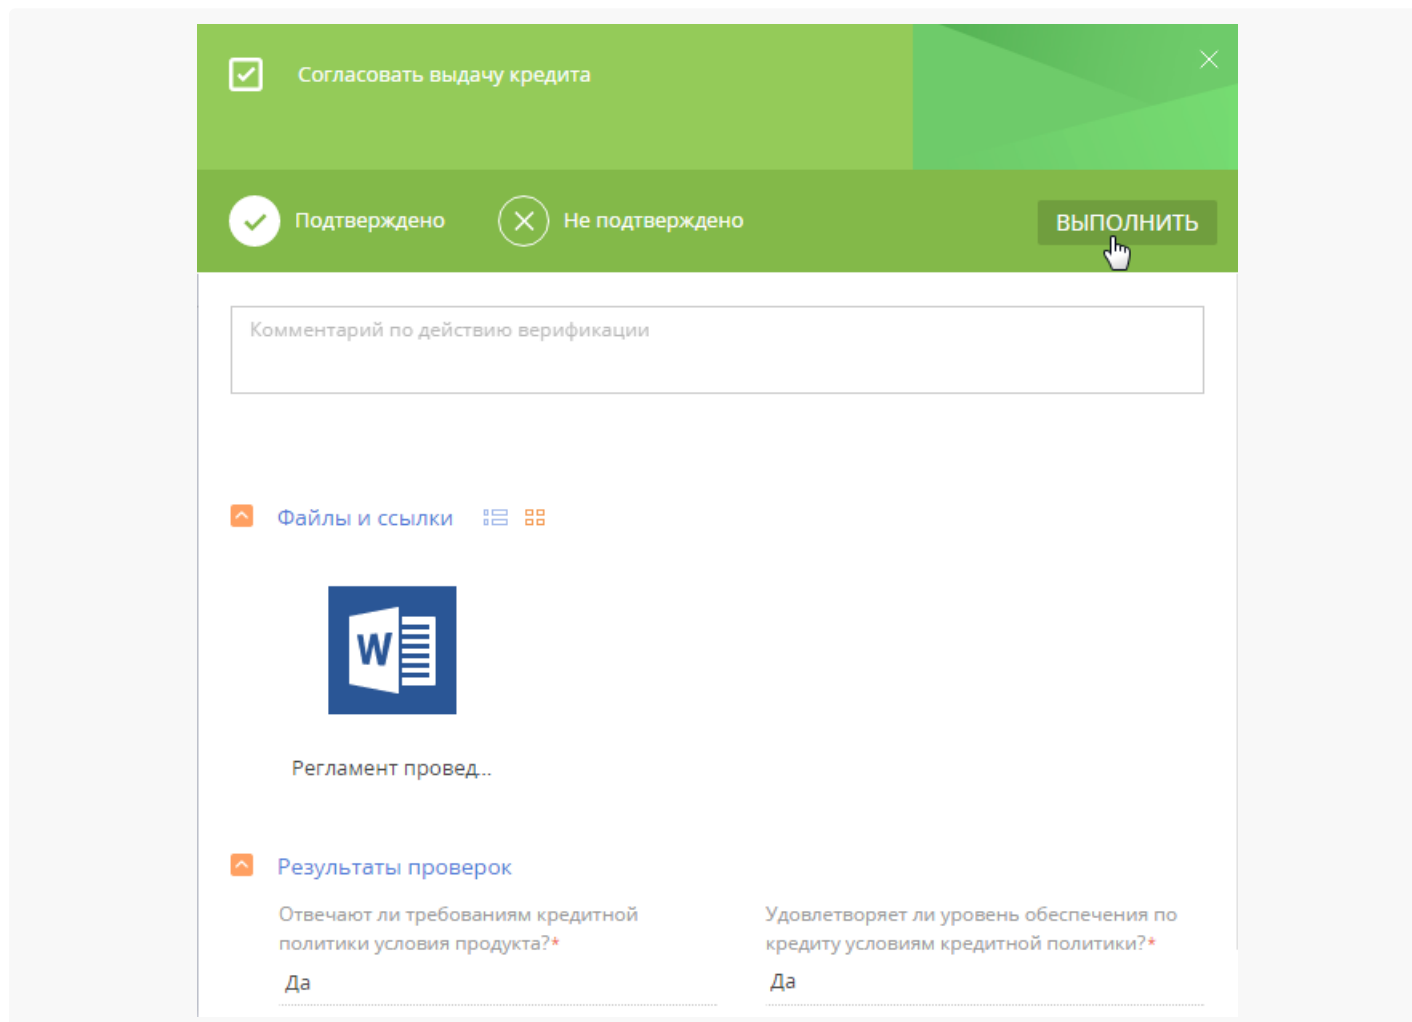 Согласовать выдачу кредита
Подтверждено
Не подтверждено
ВЫПОЛНИТЬ
Комментарий по действию верификации
Файлы и ссылки
W
Регламент провед...
Результаты проверок
Отвечают ли требованиям кредитной
политики условия продукта?*
Да
Удовлетворяет ли уровень обеспечения по
кредиту условиям кредитной политики?*
Да